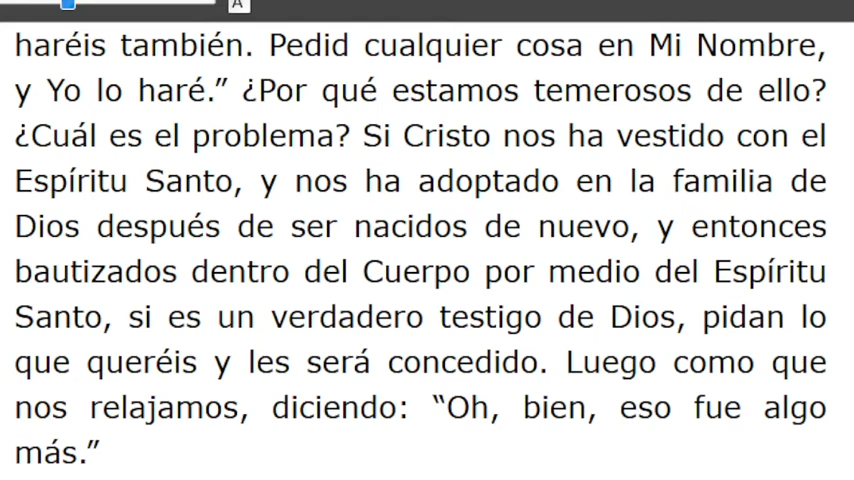 A
haréis también. Pedid cualquier cosa en Mi Nombre,
y Yo lo haré.” ¿Por qué estamos temerosos de ello?
¿Cuál es el problema? Si Cristo nos ha vestido con el
Espíritu Santo, y nos ha adoptado en la familia de
Dios después de ser nacidos de nuevo, y entonces
bautizados dentro del Cuerpo por medio del Espíritu
Santo, si es un verdadero testigo de Dios, pidan lo
que queréis y les será concedido. Luego como que
nos relajamos, diciendo: “Oh, bien, eso fue algo
más.”